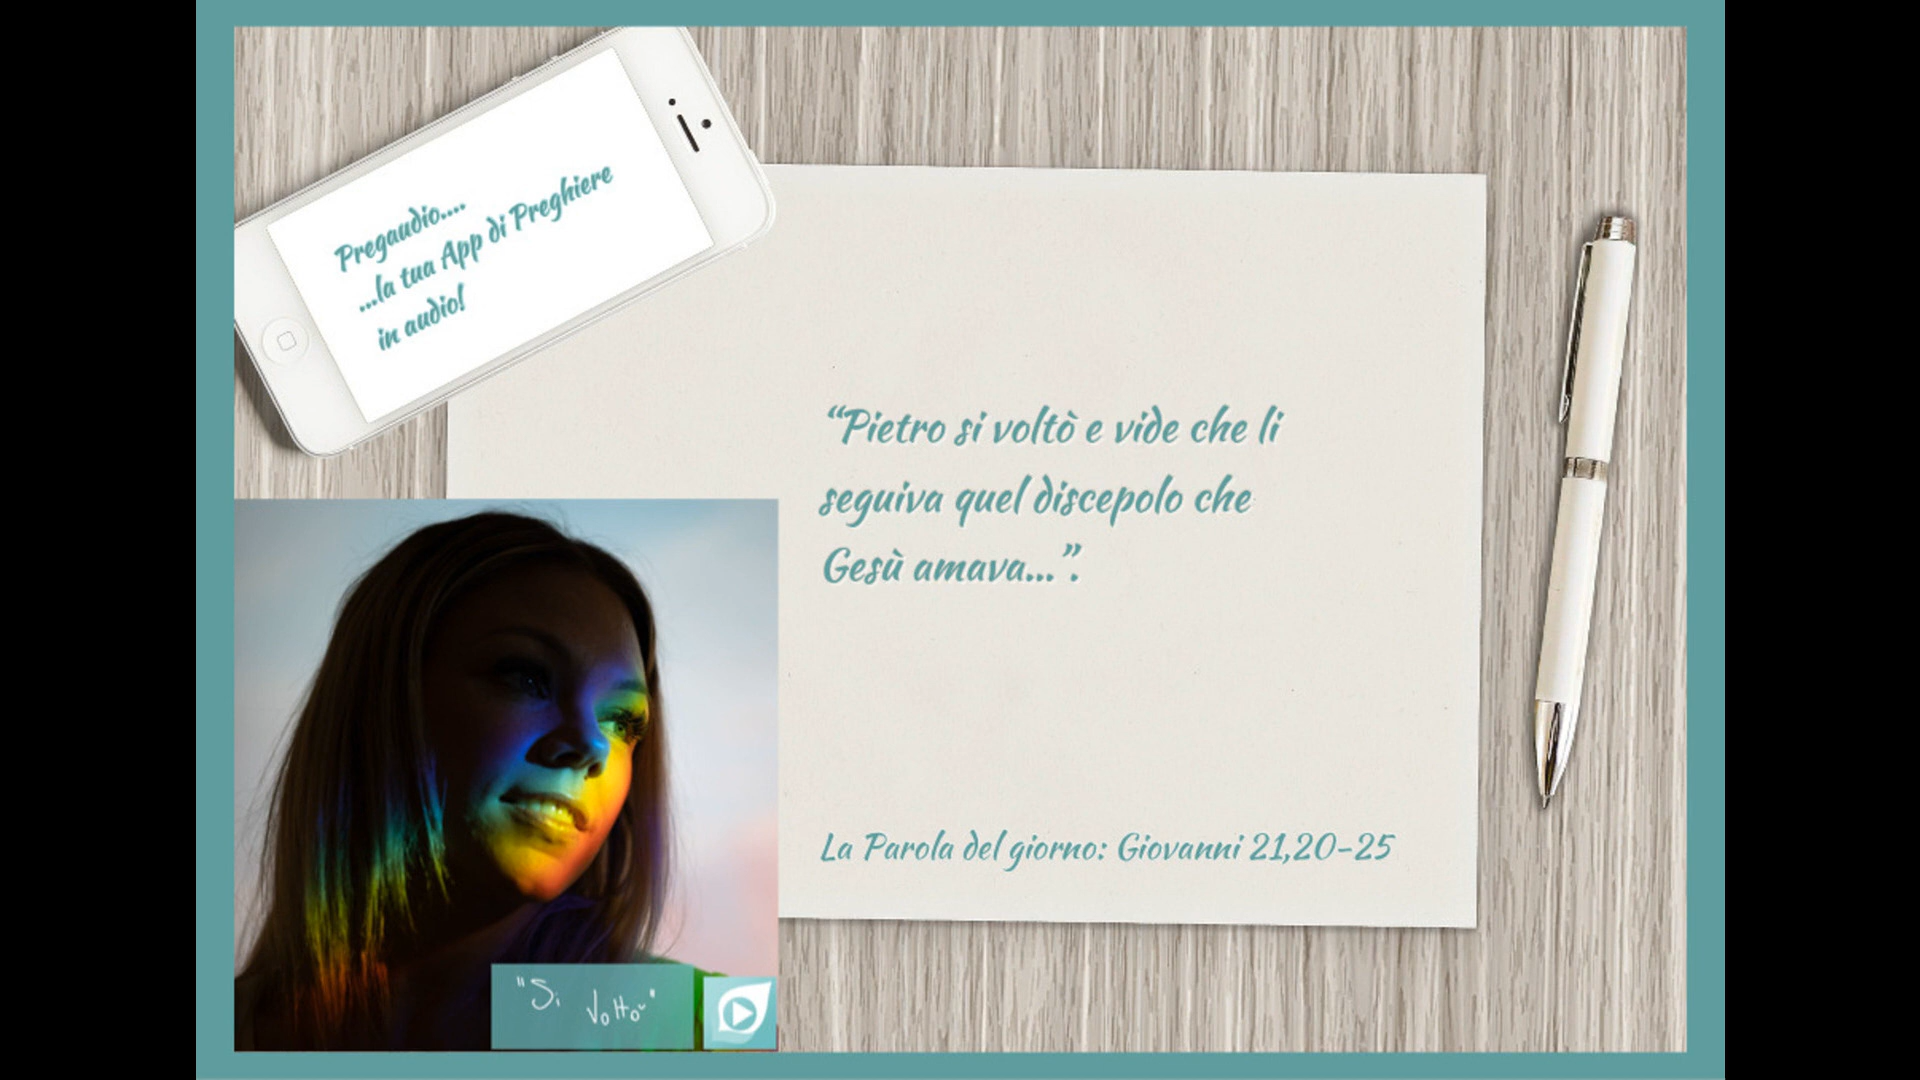 Pregaudio....
...la tua App di Preghiere
in audio!
“Pietro si voltò e vide che li
seguiva quel discepolo che
Gesù amava...”.
La Parola del giorno: Giovanni 21,20-25
"Si voltò"